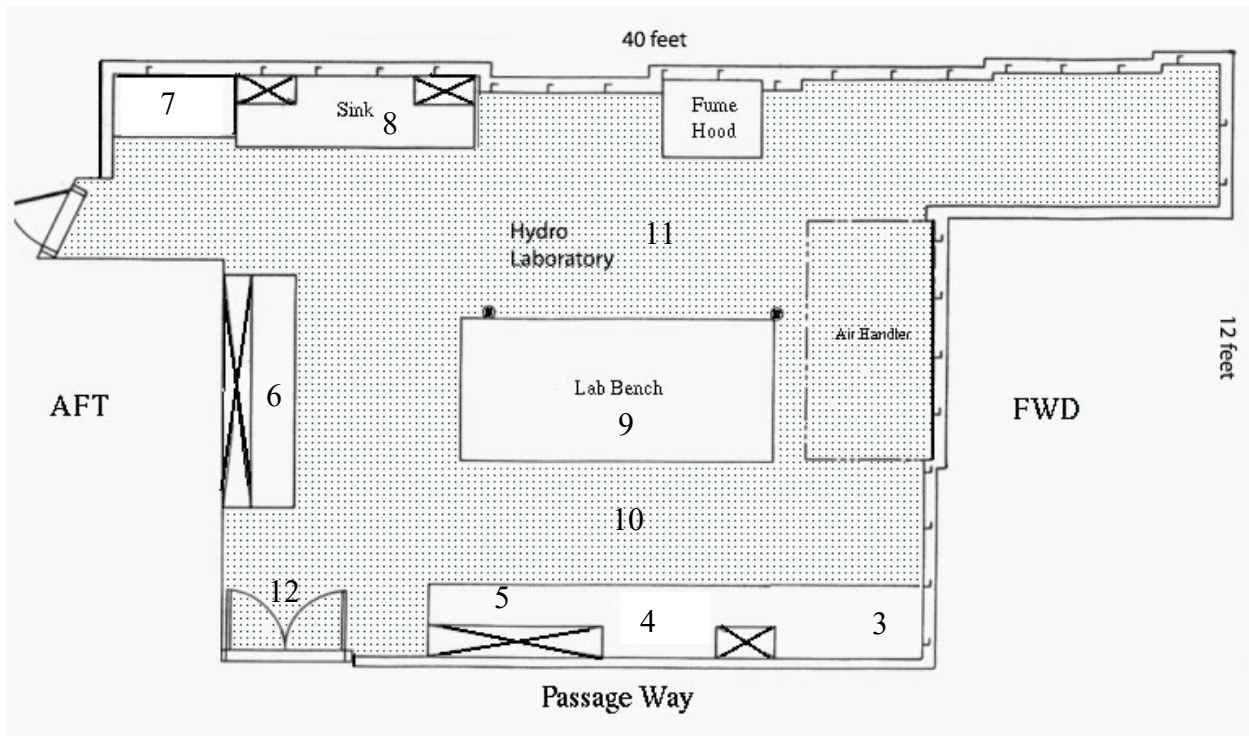 40 feet
7
Sink
8
Fume
Hood
Hydro
Laboratory
11
Air Handler
12 feet
6
AFT
Lab Bench
9
FWD
10
12
5
4
3
Passage Way